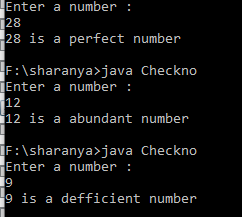 Enter a number :
28
28 is a perfect number
F:\sharanya>java Checkno
Enter a number :
12
12 is a abundant number
F:\sharanya>java Checkno
Enter a number :
9
9 is a defficient number